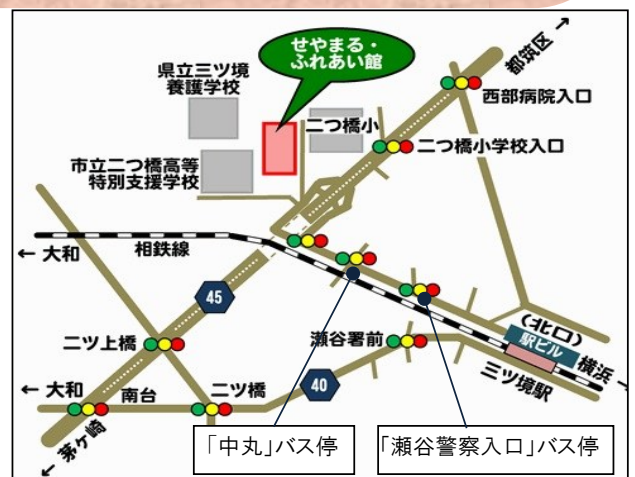 せやまる・
ふれあい館
都筑区 →
県立三ツ境
養護学校
二つ橋小
西部病院入口
二つ橋小学校入口
市立二つ橋高等
特別支援学校
← 大和
相鉄線
45
(北口)
駅ビル
横浜 →
二ツ上橋
瀬谷署前
三ツ境駅
← 大和
南台
二ツ橋
40
← 茅ケ崎
「中丸」バス停
「瀬谷警察入口」バス停